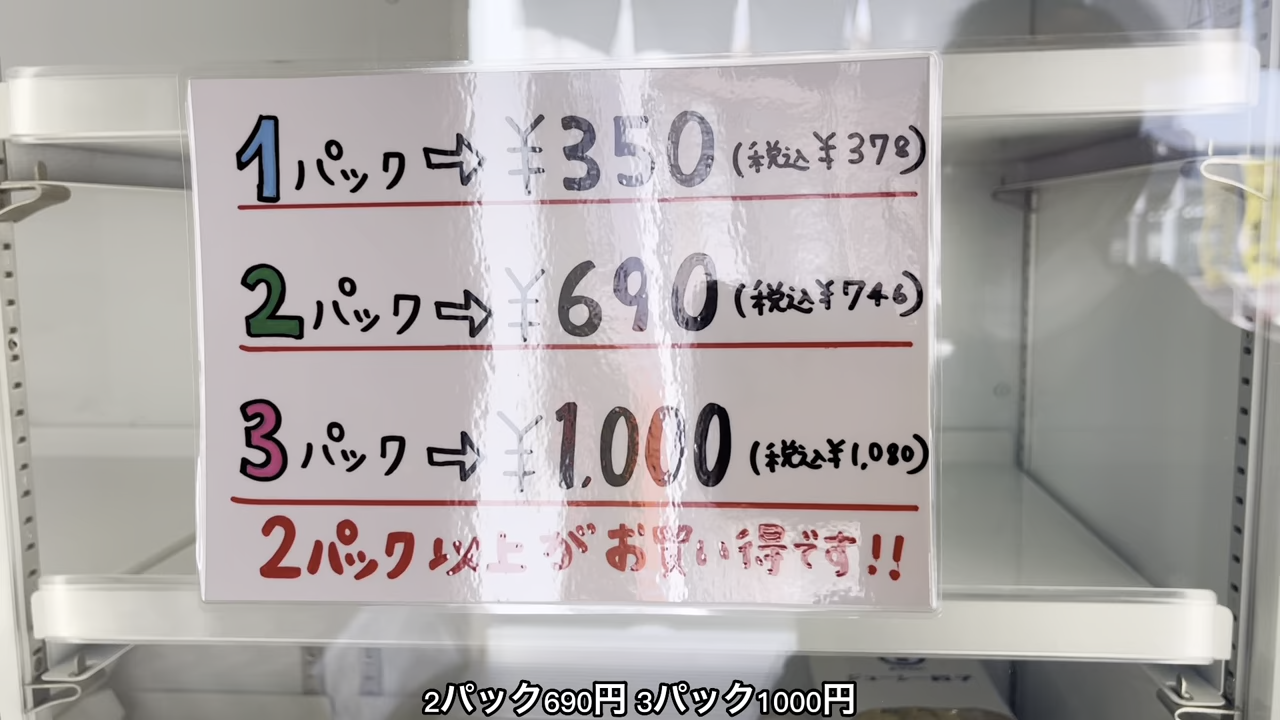 1パック⇨¥350(税込¥378)
2パック⇨¥690(税込¥746)
3パック⇨¥1,000(税込¥1,080)
2パック以上がお買い得です!!
2パック690円 3パック1000円